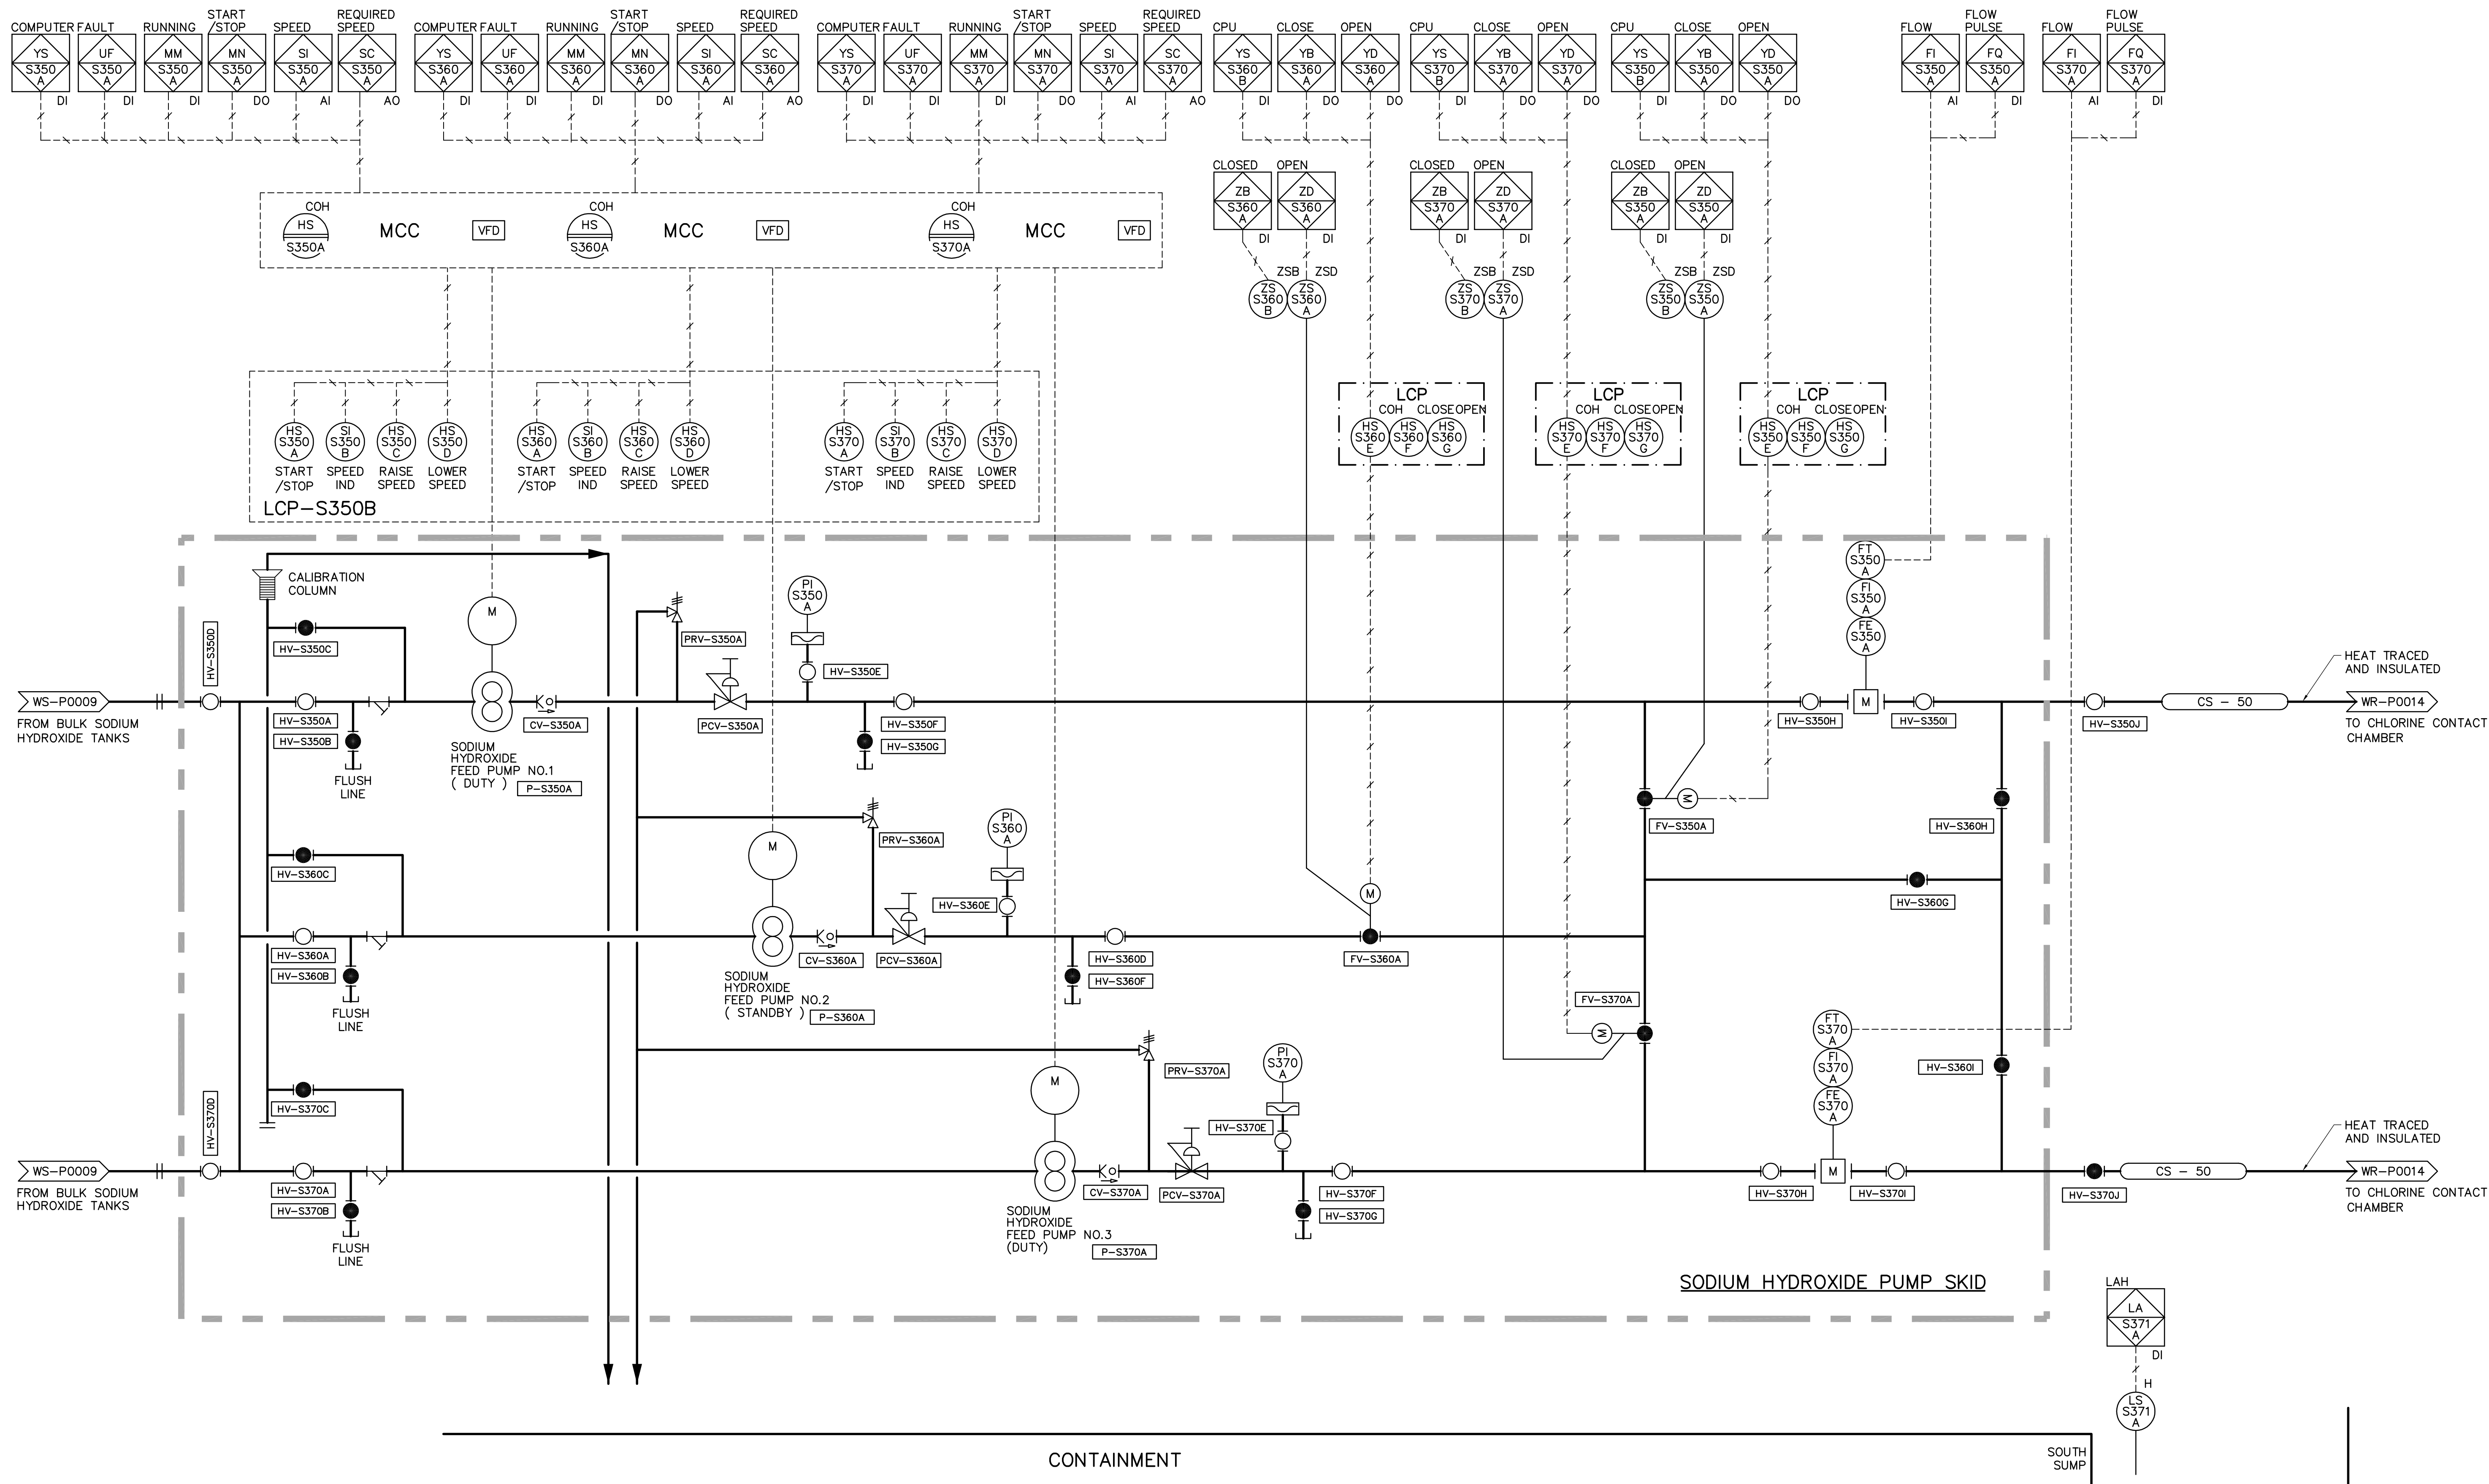 COMPUTER FAULT RUNNING START /STOP SPEED REQUIRED SPEED
YS S350 A DI
UF S350 A DI
MM S350 A DI
MN S350 A DO
SI S350 A AI
SC S350 A AO
COMPUTER FAULT RUNNING START /STOP SPEED REQUIRED SPEED
YS S360 A DI
UF S360 A DI
MM S360 A DI
MN S360 A DO
SI S360 A AI
SC S360 A AO
COMPUTER FAULT RUNNING START /STOP SPEED REQUIRED SPEED
YS S370 A DI
UF S370 A DI
MM S370 A DI
MN S370 A DO
SI S370 A AI
SC S370 A AO
CPU CLOSE OPEN
YS S360 B DI
YB S360 A DO
YD S360 A DO
CPU CLOSE OPEN
YS S370 B DI
YB S370 A DO
YD S370 A DO
CPU CLOSE OPEN
YS S350 B DI
YB S350 A DO
YD S350 A DO
FLOW FLOW PULSE
FI S350 A AI
FQ S350 A DI
FLOW FLOW PULSE
FI S370 A AI
FQ S370 A DI
CLOSED OPEN
ZB S360 A DI
ZD S360 A DI
CLOSED OPEN
ZB S370 A DI
ZD S370 A DI
CLOSED OPEN
ZB S350 A DI
ZD S350 A DI
COH
HS S350A
MCC
VFD
COH
HS S360A
MCC
VFD
COH
HS S370A
MCC
VFD
ZSB ZSD
ZS S360 B
ZS S360 A
ZSB ZSD
ZS S370 B
ZS S370 A
ZSB ZSD
ZS S350 B
ZS S350 A
HS S350 A START /STOP
SI S350 B SPEED IND
HS S350 C RAISE SPEED
HS S350 D LOWER SPEED
HS S360 A START /STOP
SI S360 B SPEED IND
HS S360 C RAISE SPEED
HS S360 D LOWER SPEED
HS S370 A START /STOP
SI S370 B SPEED IND
HS S370 C RAISE SPEED
HS S370 D LOWER SPEED
LCP-S350B
LCP
COH CLOSE OPEN
HS S360 E
HS S360 F
HS S360 G
LCP
COH CLOSE OPEN
HS S370 E
HS S370 F
HS S370 G
LCP
COH CLOSE OPEN
HS S350 E
HS S350 F
HS S350 G
CALIBRATION
COLUMN
HV-S350D
HV-S350C
M
PRV-S350A
PI S350 A
HV-S350E
FT S350 A
FI S350 A
FE S350 A
HEAT TRACED
AND INSULATED
WS-P0009
FROM BULK SODIUM
HYDROXIDE TANKS
HV-S350A
HV-S350B
FLUSH
LINE
SODIUM
HYDROXIDE
FEED PUMP NO.1
( DUTY )
P-S350A
CV-S350A
PCV-S350A
HV-S350F
HV-S350G
HV-S350H
M
HV-S350I
HV-S350J
CS - 50
WR-P0014
TO CHLORINE CONTACT
CHAMBER
M
FV-S350A
HV-S360H
HV-S360C
M
PRV-S360A
PI S360 A
HV-S360E
M
HV-S360G
HV-S360A
HV-S360B
FLUSH
LINE
SODIUM
HYDROXIDE
FEED PUMP NO.2
( STANDBY )
P-S360A
CV-S360A
PCV-S360A
HV-S360D
HV-S360F
FV-S360A
FV-S370A
M
HV-S360I
HV-S370D
HV-S370C
M
PRV-S370A
PI S370 A
HV-S370E
FT S370 A
FI S370 A
FE S370 A
HEAT TRACED
AND INSULATED
WS-P0009
FROM BULK SODIUM
HYDROXIDE TANKS
HV-S370A
HV-S370B
FLUSH
LINE
SODIUM
HYDROXIDE
FEED PUMP NO.3
(DUTY)
P-S370A
CV-S370A
PCV-S370A
HV-S370F
HV-S370G
HV-S370H
M
HV-S370I
HV-S370J
CS - 50
WR-P0014
TO CHLORINE CONTACT
CHAMBER
SODIUM HYDROXIDE PUMP SKID
LAH
LA S371 A
DI
H
LS S371 A
CONTAINMENT
SOUTH
SUMP